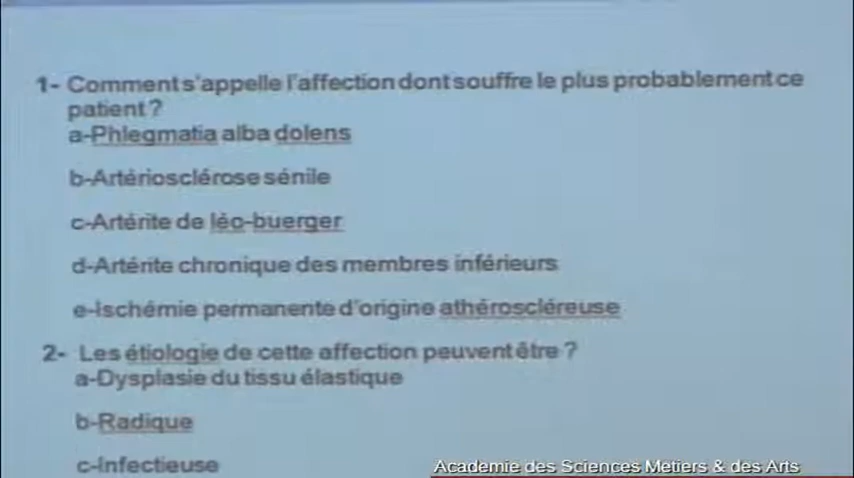 1- Comment s'appelle l'affection dont souffre le plus probablement ce
patient ?
a-Phlegmatia alba dolens
b-Artériosclérose sénile
c-Artérite de léo-buerger
d-Artérite chronique des membres inférieurs
e-Ischémie permanente d'origine athéroscléreuse
2- Les étiologie de cette affection peuvent être ?
a-Dysplasie du tissu élastique
b-Radique
c-Infectieuse
Academie des Sciences Metiers & des Arts